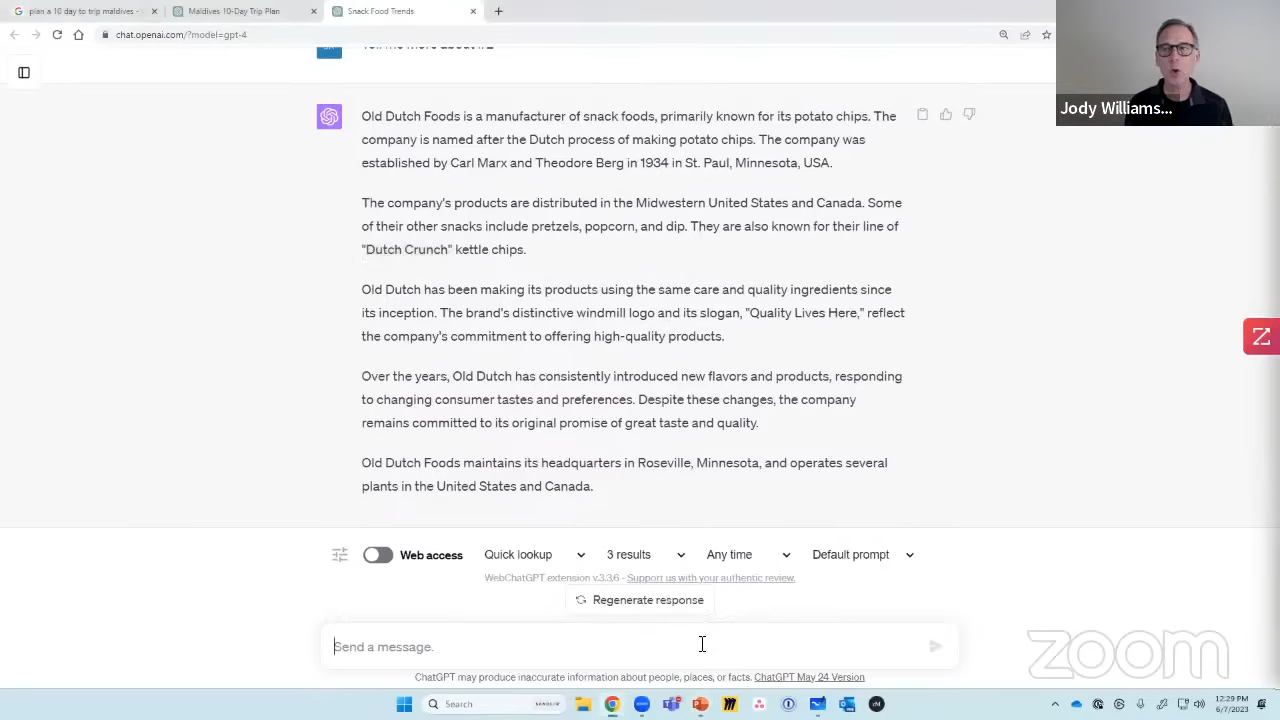 plan a 10 day to trip maldives -
Maldives 10-Day Trip Plan
Snack Food Trends
chat.openai.com/?model=gpt-4
Jody Williams...
Old Dutch Foods is a manufacturer of snack foods, primarily known for its potato chips. The
company is named after the Dutch process of making potato chips. The company was
established by Carl Marx and Theodore Berg in 1934 in St. Paul, Minnesota, USA.
The company's products are distributed in the Midwestern United States and Canada. Some
of their other snacks include pretzels, popcorn, and dip. They are also known for their line of
"Dutch Crunch" kettle chips.
Old Dutch has been making its products using the same care and quality ingredients since
its inception. The brand's distinctive windmill logo and its slogan, "Quality Lives Here," reflect
the company's commitment to offering high-quality products.
Over the years, Old Dutch has consistently introduced new flavors and products, responding
to changing consumer tastes and preferences. Despite these changes, the company
remains committed to its original promise of great taste and quality.
Old Dutch Foods maintains its headquarters in Roseville, Minnesota, and operates several
plants in the United States and Canada.
Web access Quick lookup 3 results Any time Default prompt
WebChatGPT extension v.3.3.6 - Support us with your authentic review.
Regenerate response
Send a message.
ChatGPT may produce inaccurate information about people, places, or facts. ChatGPT May 24 Version
zoom
Search
12:29 PM
6/7/2023